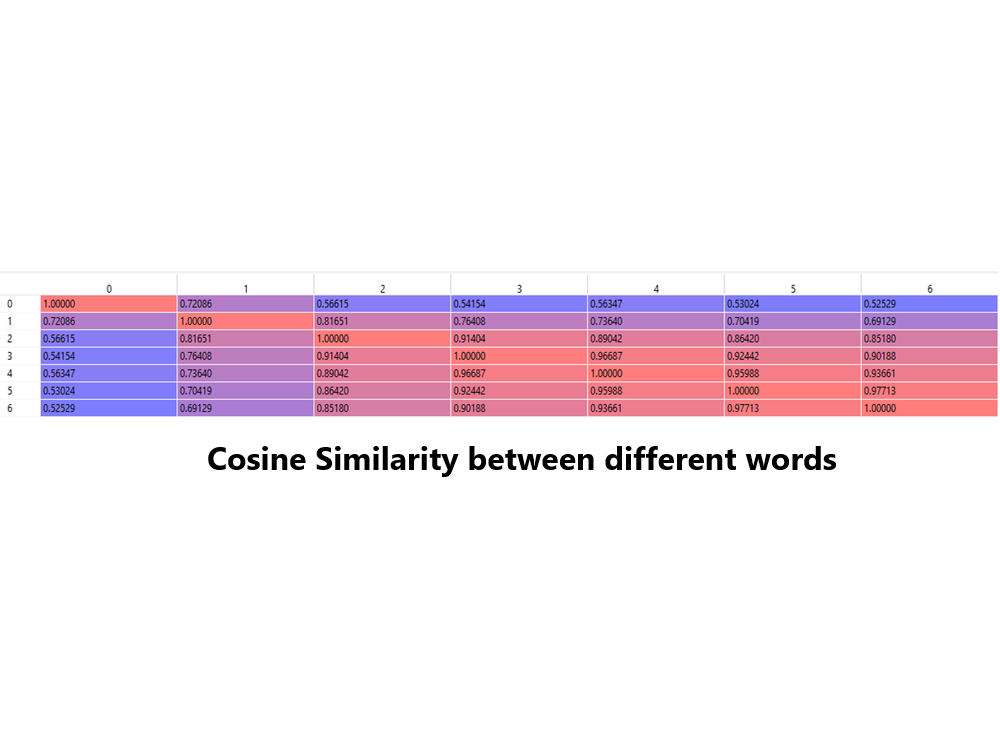 0 1 2 3 4 5 6
0 1.00000 0.72086 0.56615 0.54154 0.56347 0.53024 0.52529
1 0.72086 1.00000 0.81651 0.76408 0.73640 0.70419 0.69129
2 0.56615 0.81651 1.00000 0.91404 0.89042 0.86420 0.85180
3 0.54154 0.76408 0.91404 1.00000 0.96687 0.92442 0.90188
4 0.56347 0.73640 0.89042 0.96687 1.00000 0.95988 0.93661
5 0.53024 0.70419 0.86420 0.92442 0.95988 1.00000 0.97713
6 0.52529 0.69129 0.85180 0.90188 0.93661 0.97713 1.00000
Cosine Similarity between different words